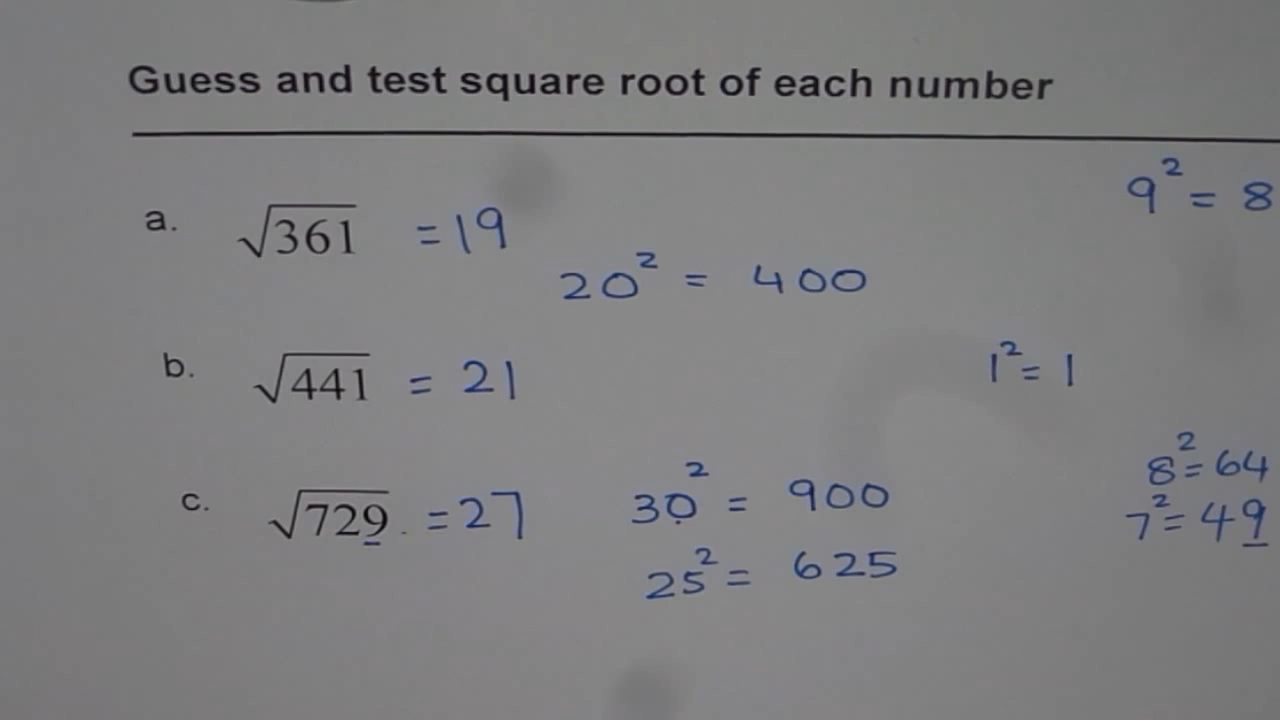 Guess and test square root of each number
9² = 8
a. √361 = 19
20² = 400
b. √441 = 21
1² = 1
c. √729 = 27
30² = 900
25² = 625
8² = 64
7² = 49